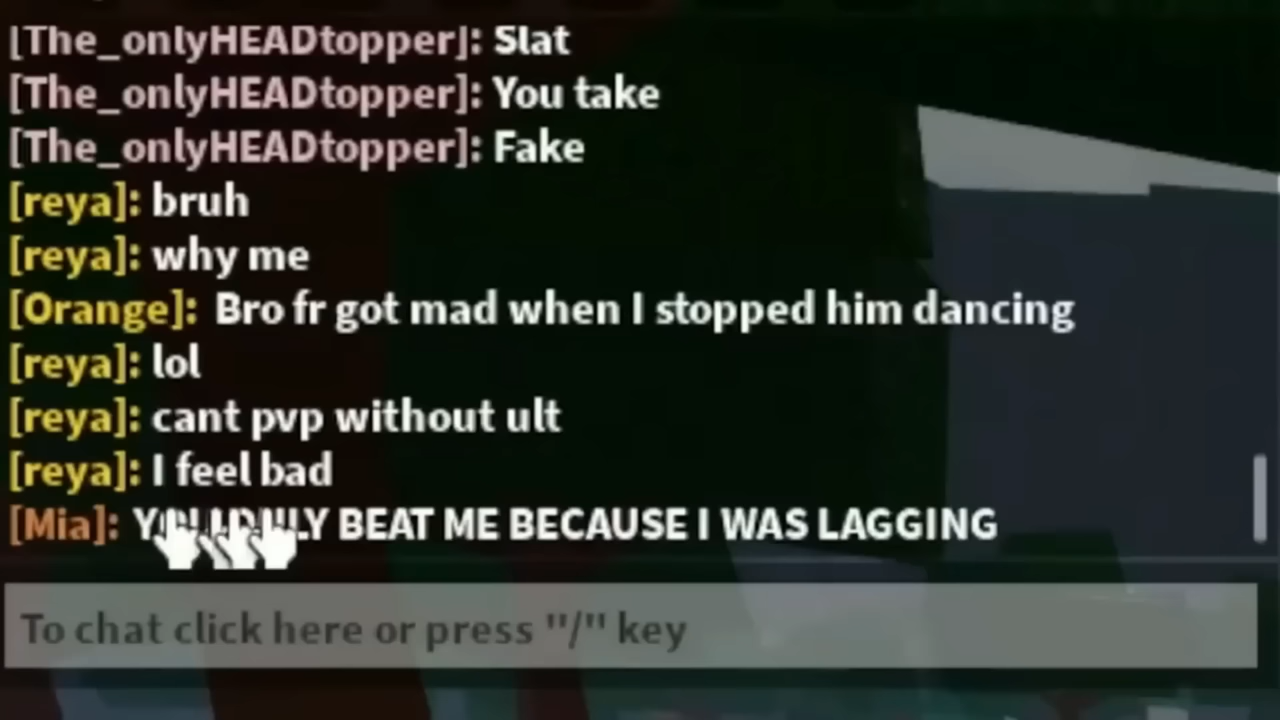 [The_onlyHEADtopper]: Slat
[The_onlyHEADtopper]: You take
[The_onlyHEADtopper]: Fake
[reya]: bruh
[reya]: why me
[Orange]: Bro fr got mad when I stopped him dancing
[reya]: lol
[reya]: cant pvp without ult
[reya]: I feel bad
[Mia]: BEAT ME BECAUSE I WAS LAGGING
To chat click here or press "/" key